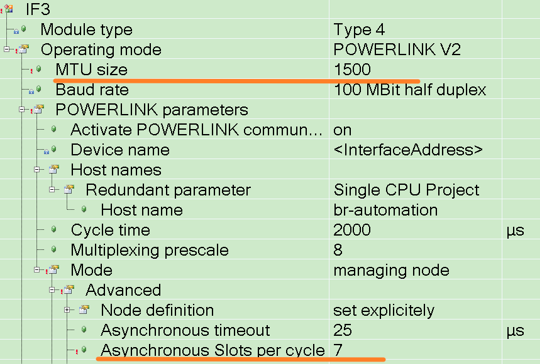 IF3
Module type Type 4
Operating mode POWERLINK V2
MTU size 1500
Baud rate 100 MBit half duplex
POWERLINK parameters
Activate POWERLINK commun... on
Device name <InterfaceAddress>
Host names
Redundant parameter Single CPU Project
Host name br-automation
Cycle time 2000 µs
Multiplexing prescale 8
Mode managing node
Advanced
Node definition set explicitly
Asynchronous timeout 25 µs
Asynchronous Slots per cycle 7